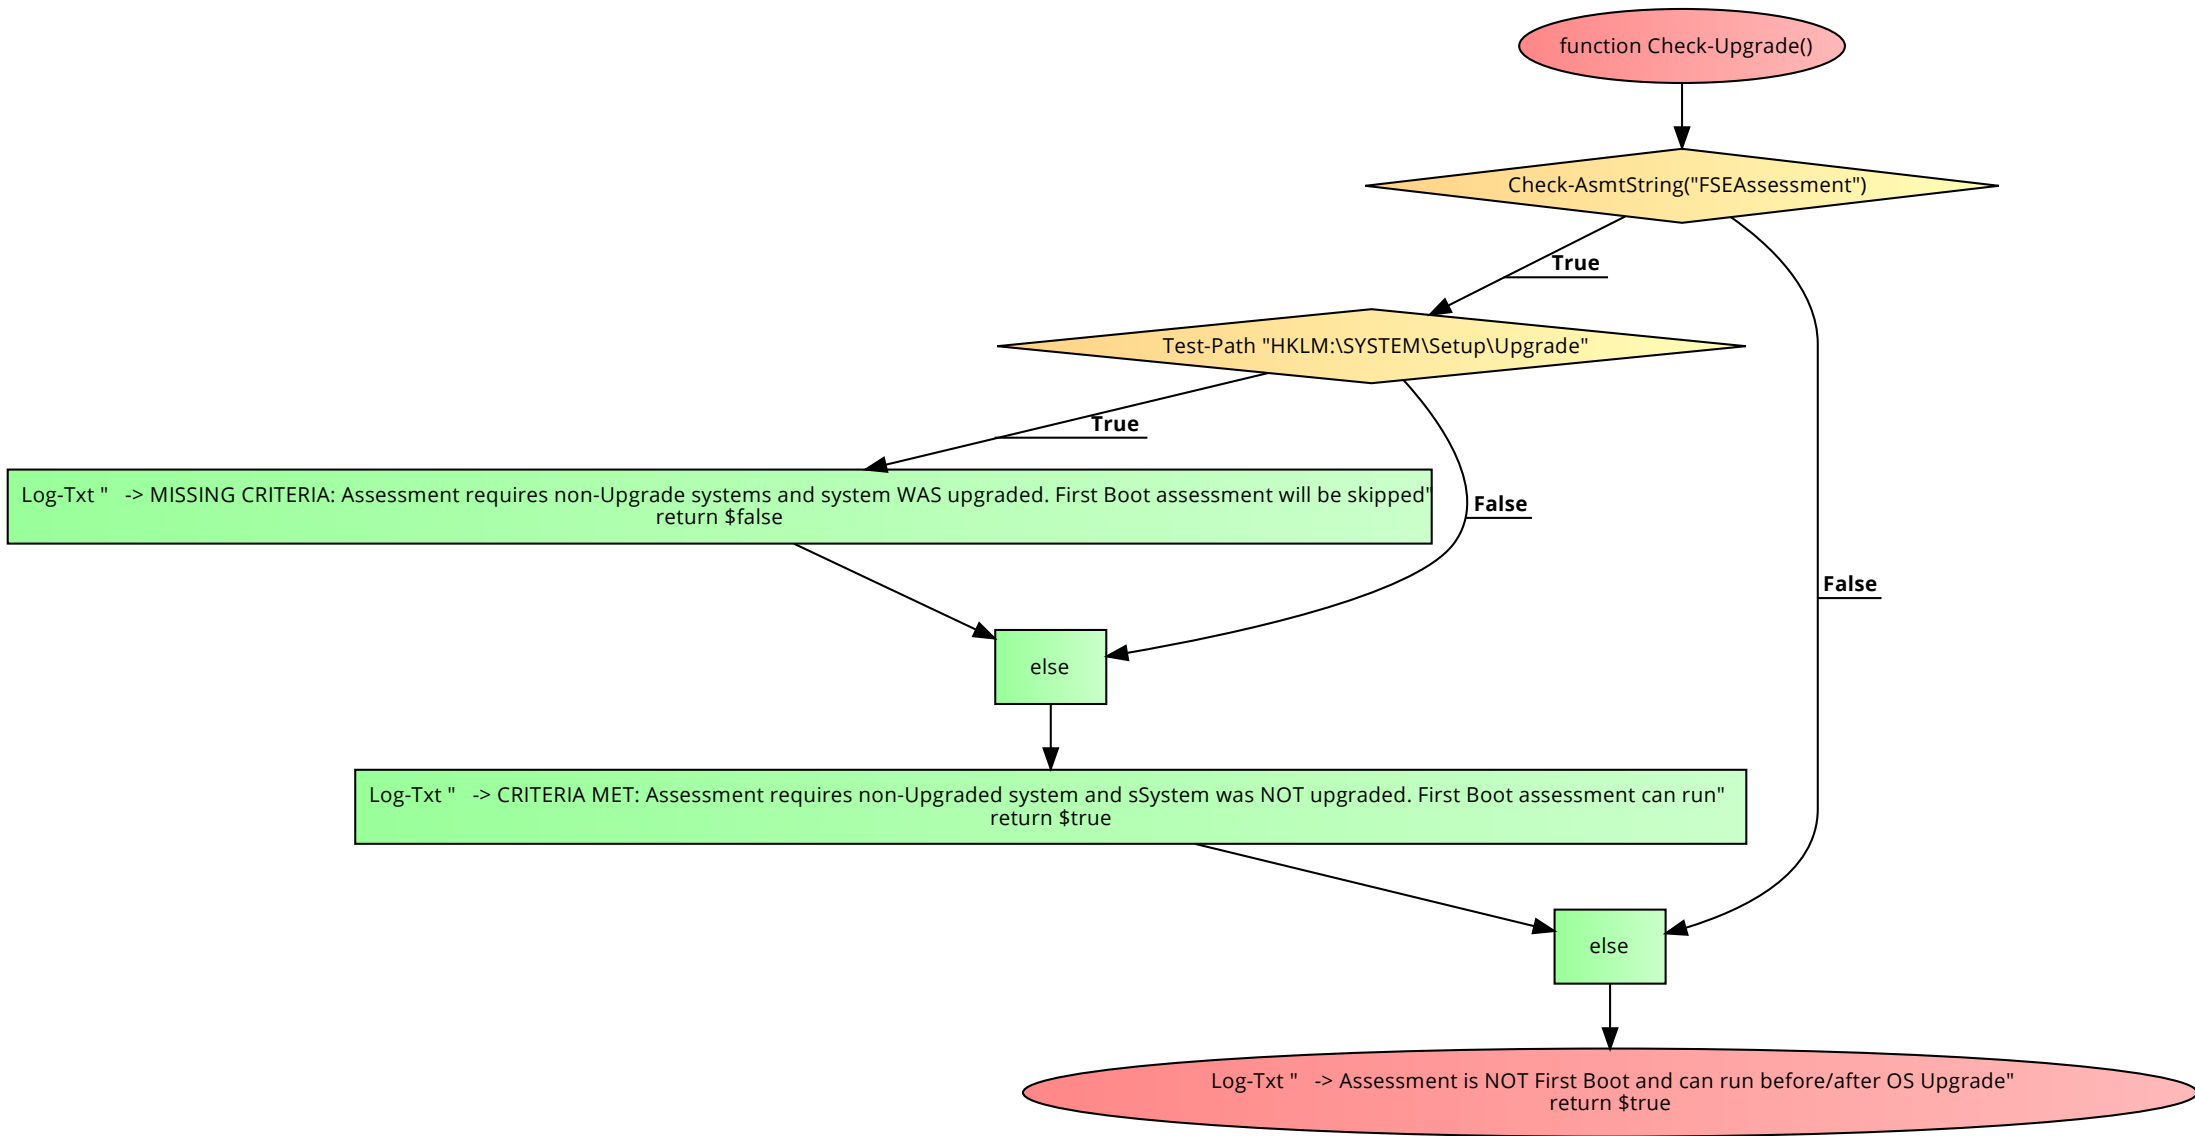 function Check-Upgrade()
Check-AsmtString("FSEAssessment")
True
Test-Path "HKLM:\SYSTEM\Setup\Upgrade"
True
Log-Txt "   -> MISSING CRITERIA: Assessment requires non-Upgrade systems and system WAS upgraded. First Boot assessment will be skipped"
return $false
False
False
else
Log-Txt "   -> CRITERIA MET: Assessment requires non-Upgraded system and sSystem was NOT upgraded. First Boot assessment can run"
return $true
else
Log-Txt "   -> Assessment is NOT First Boot and can run before/after OS Upgrade"
return $true